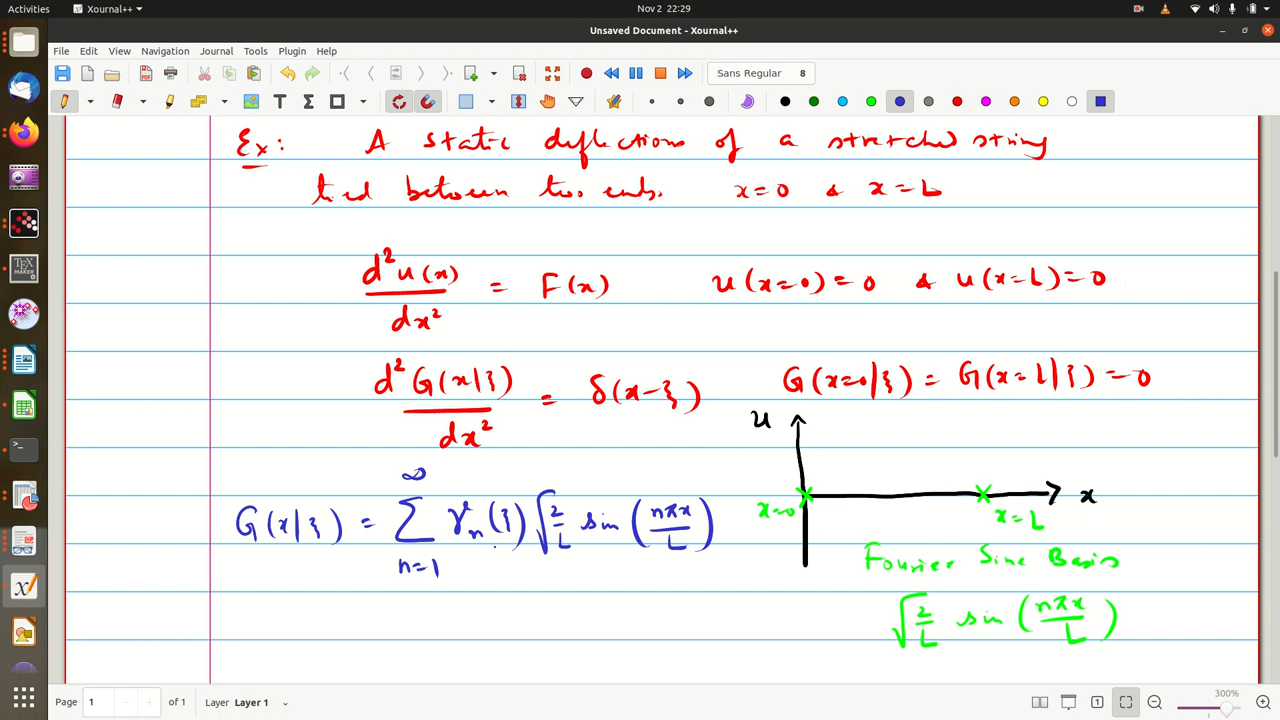 Activities
Xournal++
Nov 2 22:29
Unsaved Document - Xournal++
File Edit View Navigation Journal Tools Plugin Help
Sans Regular 8
Ex: A static deflections of a stretched string
tied between two ends. x=0 & x=L
d²u(x)/dx² = F(x) u(x=0)=0 & u(x=L)=0
d²G(x|ξ)/dx² = δ(x-ξ) G(x=0|ξ) = G(x=L|ξ) = 0
u
x
x=0
x=L
G(x|ξ) = ∑_{n=1}^{∞} γ_n(ξ) √(2/L) sin(nπx/L)
Fourier Sine Basis
√(2/L) sin(nπx/L)
Page 1 of 1 Layer Layer 1
300%